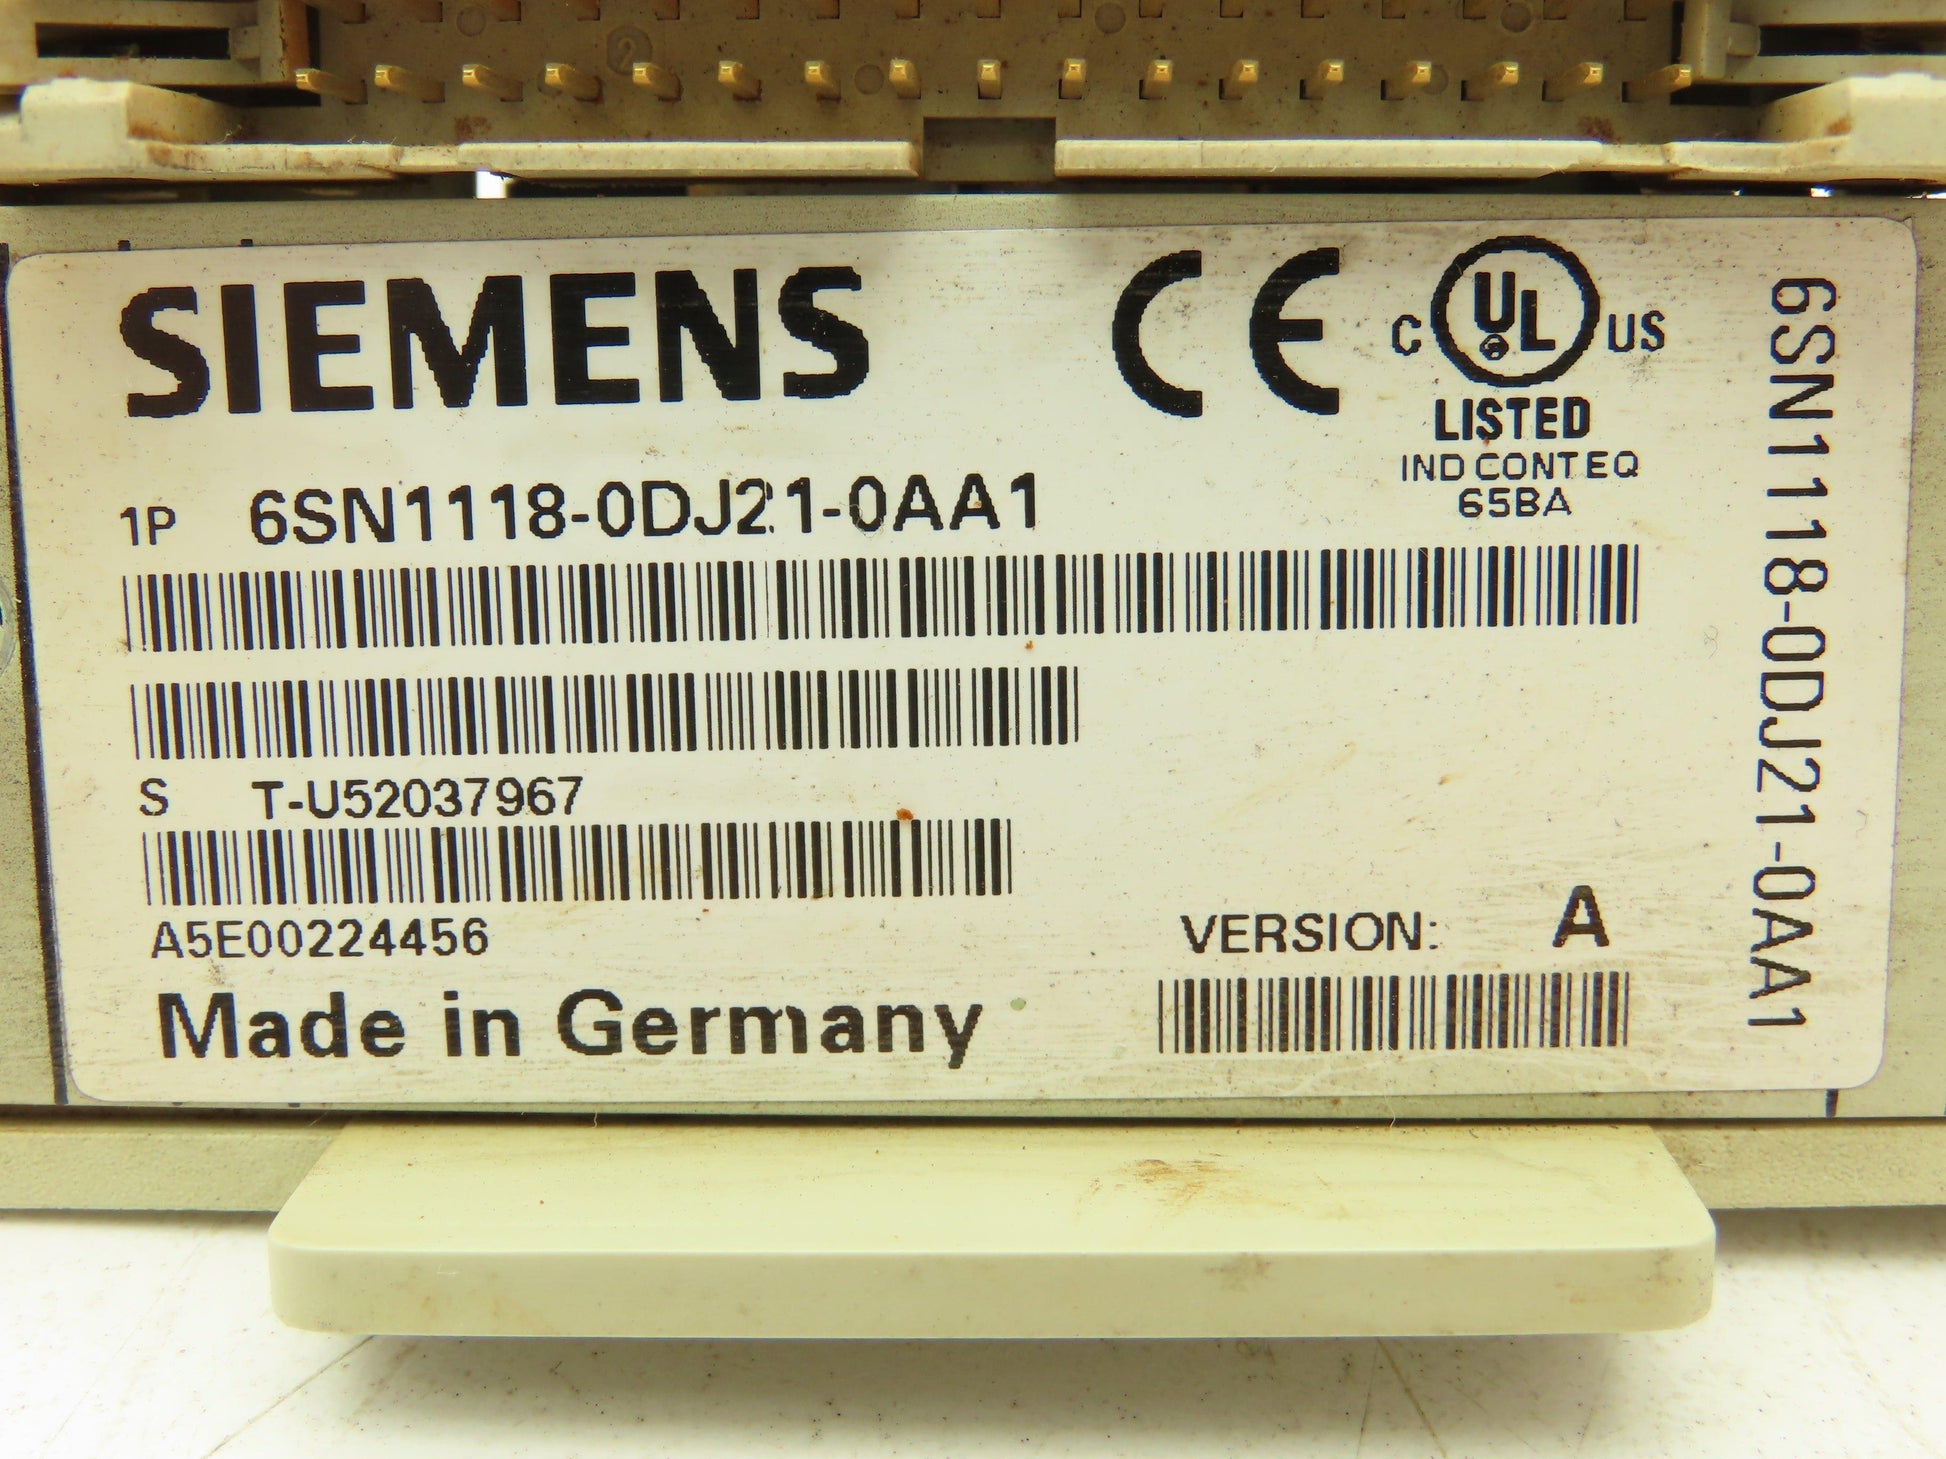 SIEMENS
CE
C UL US
LISTED
IND CONT EQ
65BA
1P 6SN1118-0DJ21-0AA1
S T-U52037967
A5E00224456
VERSION: A
Made in Germany
6SN1118-0DJ21-0AA1